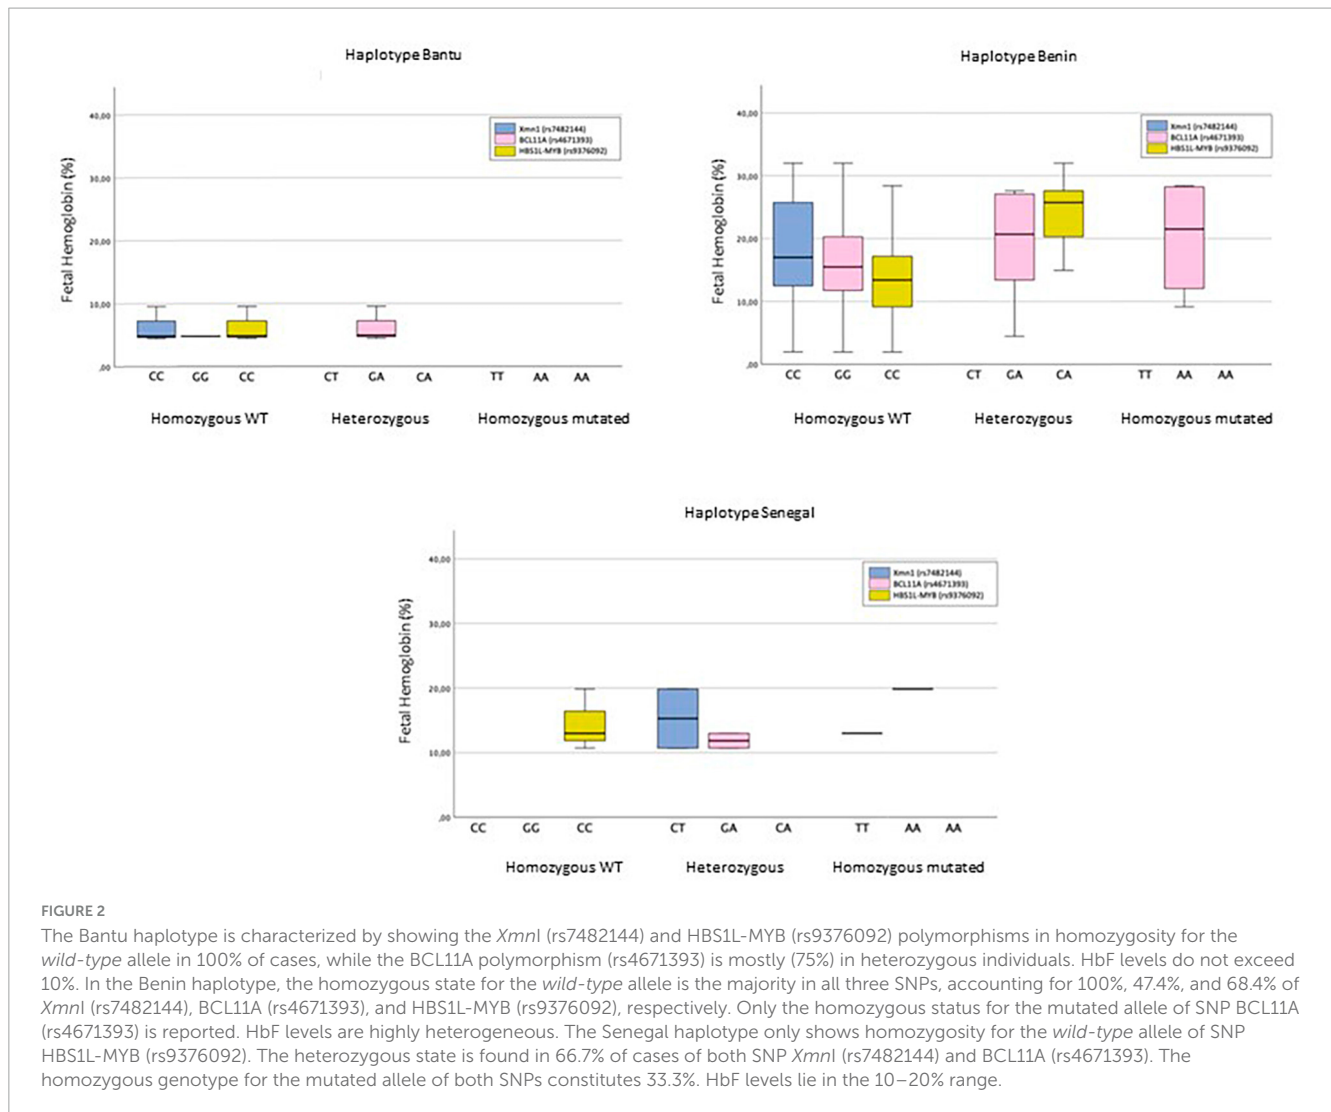 Haplotype Bantu
40,00
30,00
20,00
10,00
,00
Fetal Hemoglobin (%)
Xmn1 (rs7482144)
BCL11A (rs4671393)
HBS1L-MYB (rs9376092)
CC GG CC CT GA CA TT AA AA
Homozygous WT Heterozygous Homozygous mutated
Haplotype Benin
40,00
30,00
20,00
10,00
,00
Fetal Hemoglobin (%)
Xmn1 (rs7482144)
BCL11A (rs4671393)
HBS1L-MYB (rs9376092)
CC GG CC CT GA CA TT AA AA
Homozygous WT Heterozygous Homozygous mutated
Haplotype Senegal
40,00
30,00
20,00
10,00
,00
Fetal Hemoglobin (%)
Xmn1 (rs7482144)
BCL11A (rs4671393)
HBS1L-MYB (rs9376092)
CC GG CC CT GA CA TT AA AA
Homozygous WT Heterozygous Homozygous mutated
FIGURE 2
The Bantu haplotype is characterized by showing the XmnI (rs7482144) and HBS1L-MYB (rs9376092) polymorphisms in homozygosity for the
wild-type allele in 100% of cases, while the BCL11A polymorphism (rs4671393) is mostly (75%) in heterozygous individuals. HbF levels do not exceed
10%. In the Benin haplotype, the homozygous state for the wild-type allele is the majority in all three SNPs, accounting for 100%, 47.4%, and 68.4% of
XmnI (rs7482144), BCL11A (rs4671393), and HBS1L-MYB (rs9376092), respectively. Only the homozygous status for the mutated allele of SNP BCL11A
(rs4671393) is reported. HbF levels are highly heterogeneous. The Senegal haplotype only shows homozygosity for the wild-type allele of SNP
HBS1L-MYB (rs9376092). The heterozygous state is found in 66.7% of cases of both SNP XmnI (rs7482144) and BCL11A (rs4671393). The
homozygous genotype for the mutated allele of both SNPs constitutes 33.3%. HbF levels lie in the 10–20% range.